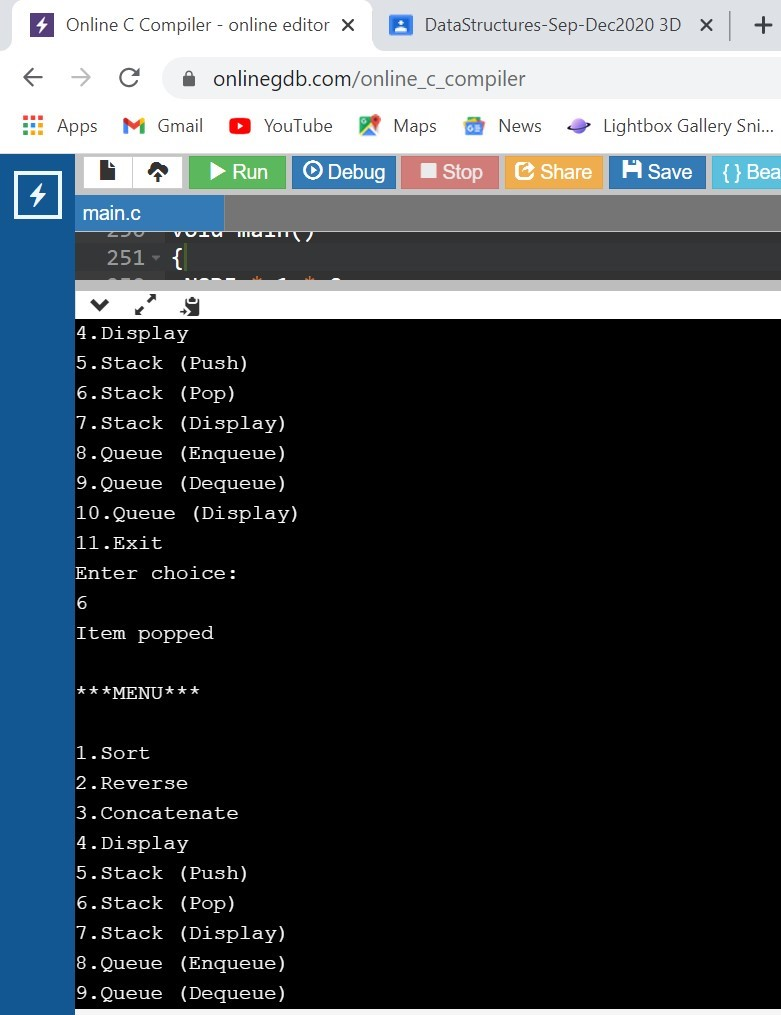 Online C Compiler - online editor
DataStructures-Sep-Dec2020 3D
onlinegdb.com/online_c_compiler
Apps Gmail YouTube Maps News Lightbox Gallery Sni...
Run Debug Stop Share Save { } Bea
main.c
250 void main()
251 {
4.Display
5.Stack (Push)
6.Stack (Pop)
7.Stack (Display)
8.Queue (Enqueue)
9.Queue (Dequeue)
10.Queue (Display)
11.Exit
Enter choice:
6
Item popped
***MENU***
1.Sort
2.Reverse
3.Concatenate
4.Display
5.Stack (Push)
6.Stack (Pop)
7.Stack (Display)
8.Queue (Enqueue)
9.Queue (Dequeue)